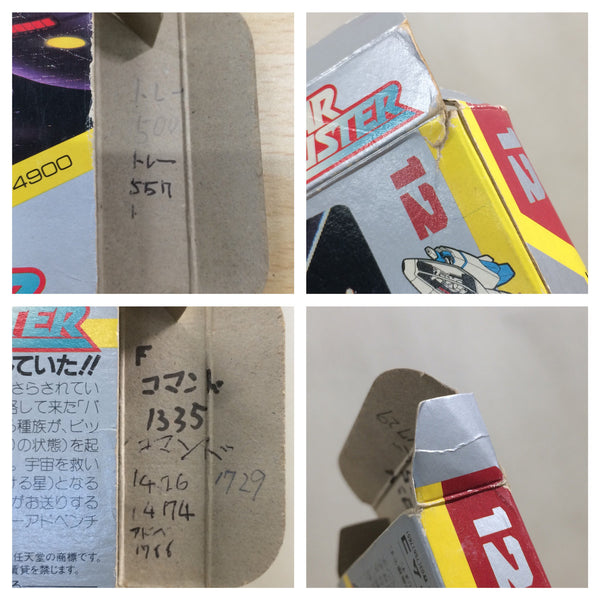 4900
トレー
500
トレー
557
ト
12
12
STER
ていた!!
さらされてい
して来た「バ
種族が、ビッ
の状態)を起
。宇宙を救い
ける星)となる
がお送りする
ーアドベンチ
任天堂の商標です。
賃貸を禁じます。
F
コマンド
1335
コマンド
1426
1729
1474
アドベ
1766
1729
12